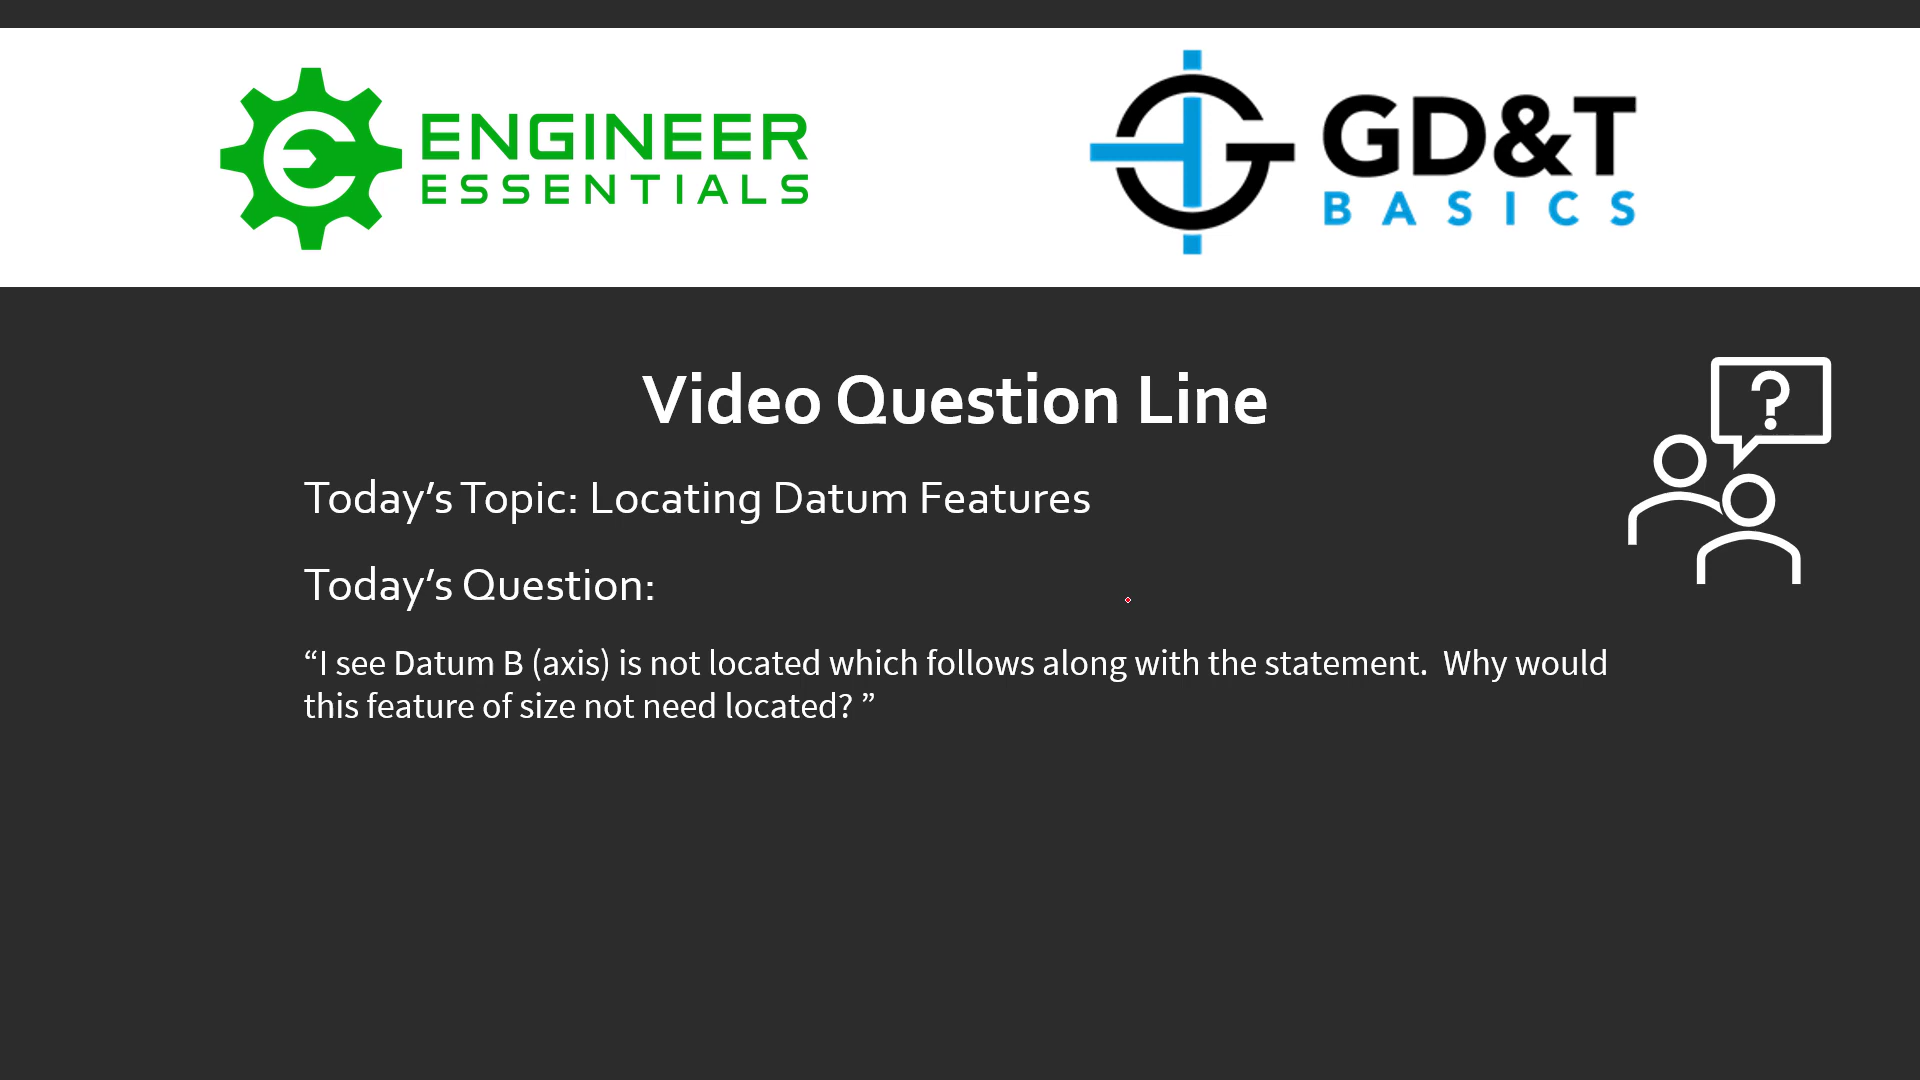 ENGINEER
ESSENTIALS
GD&T
BASICS
Video Question Line
?
Today’s Topic: Locating Datum Features
Today’s Question:
“I see Datum B (axis) is not located which follows along with the statement.  Why would
this feature of size not need located? ”